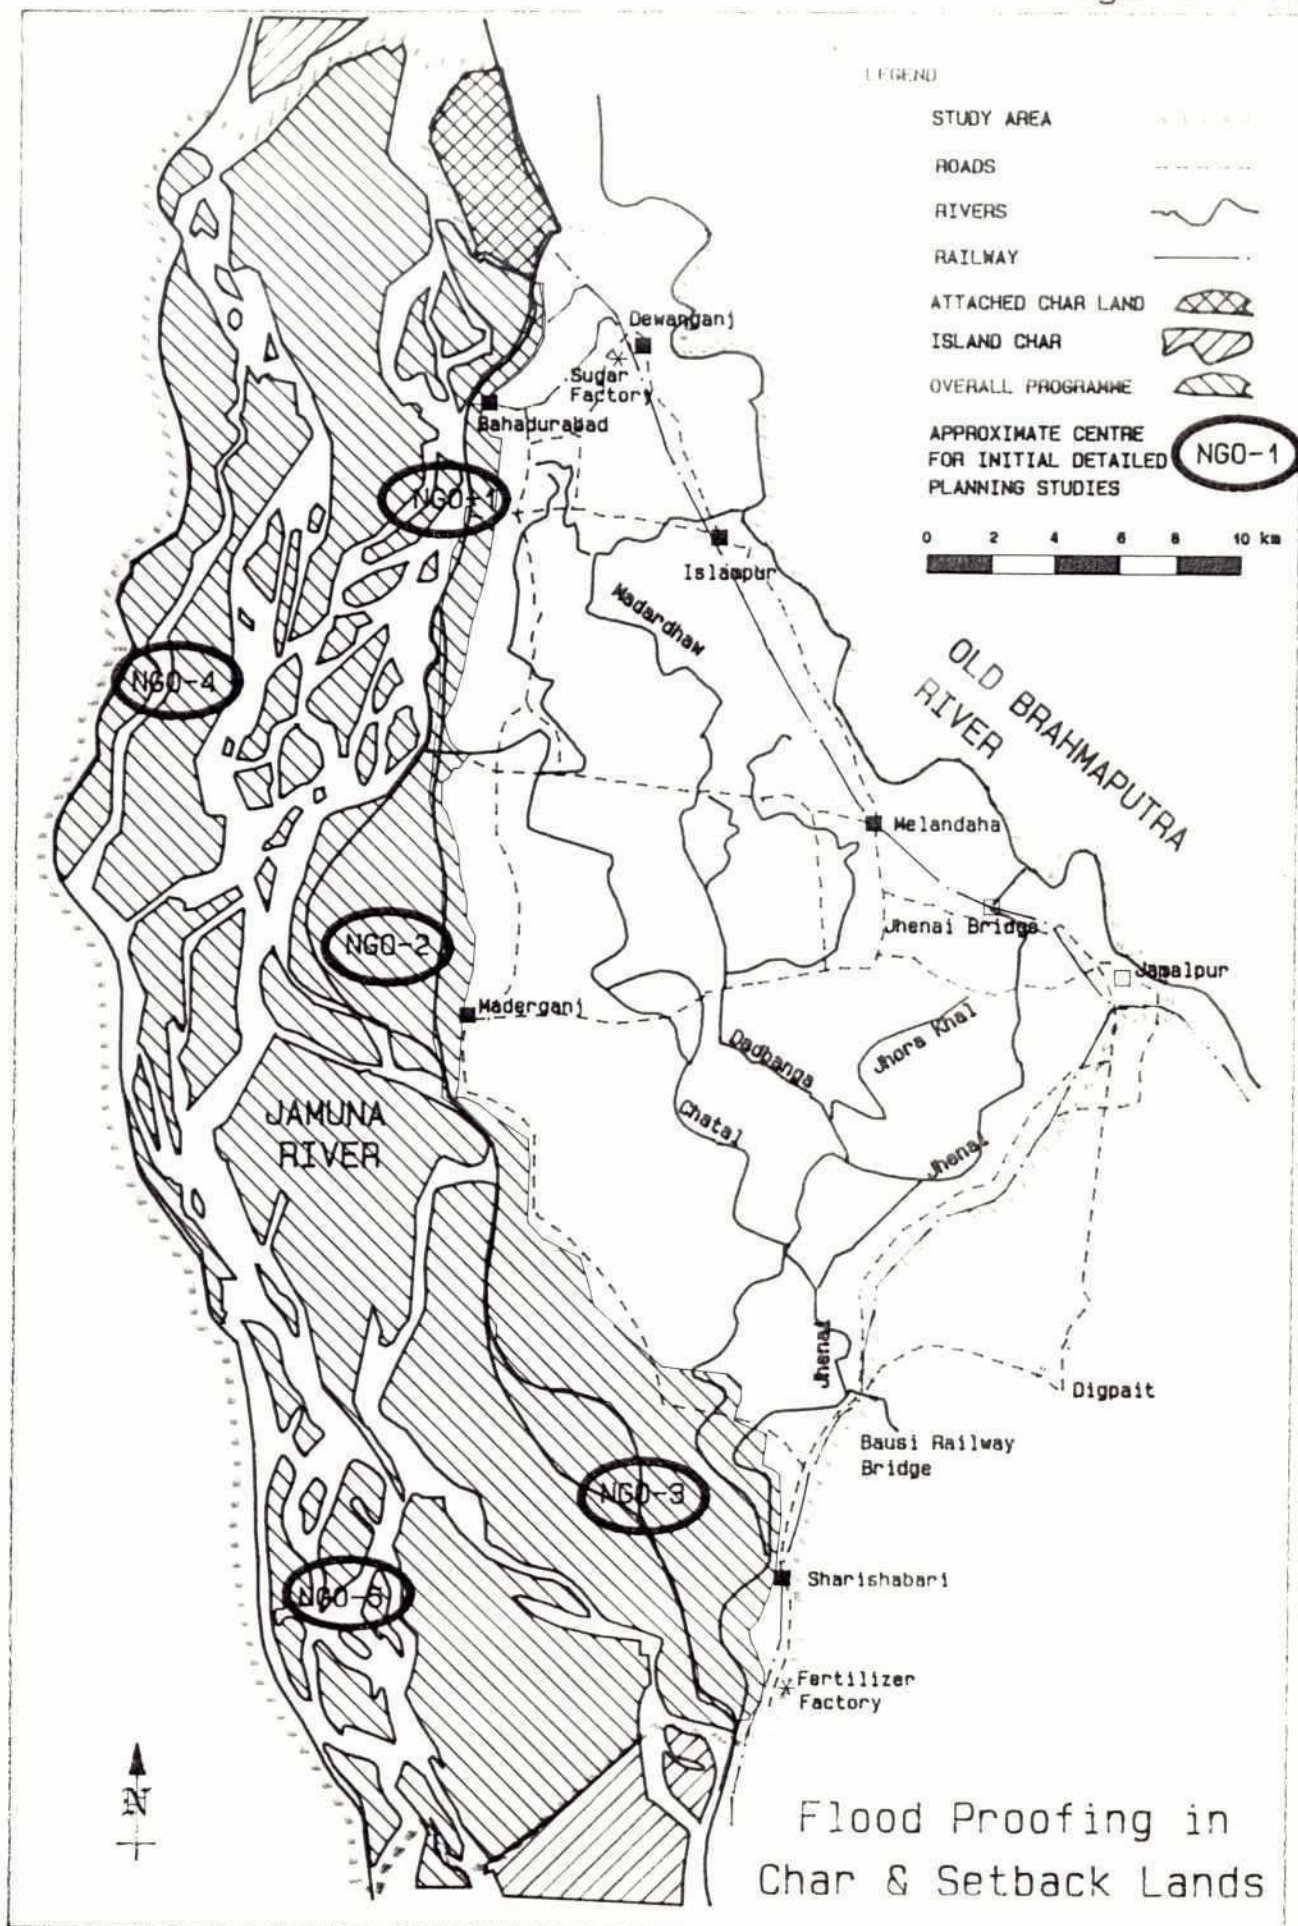 LEGEND
STUDY AREA
ROADS
RIVERS
RAILWAY
ATTACHED CHAR LAND
ISLAND CHAR
OVERALL PROGRAMME
APPROXIMATE CENTRE
FOR INITIAL DETAILED
PLANNING STUDIES
NGO-1
0 2 4 6 8 10 km
Dewanganj
Sugar
Factory
Bahadurabad
NGO-1
Islampur
Madardhaw
OLD BRAHMAPUTRA
RIVER
NGO-4
Melandaha
Jhenai Bridge
NGO-2
Jamalpur
Maderganj
Jhora Khal
Dadbanga
Chatal
Jhenai
JAMUNA
RIVER
Jhenai
Digpait
Bausi Railway
Bridge
NGO-3
Sharishabari
NGO-5
Fertilizer
Factory
N
Flood Proofing in
Char & Setback Lands